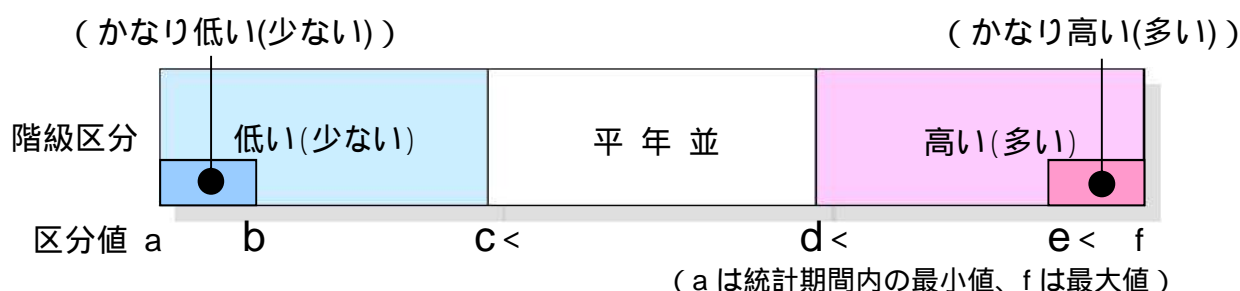 （かなり低い(少ない)） （かなり高い(多い)）
階級区分 低い(少ない) 平 年 並 高い(多い)
区分値 a b c< d< e< f
（a は統計期間内の最小値、f は最大値）